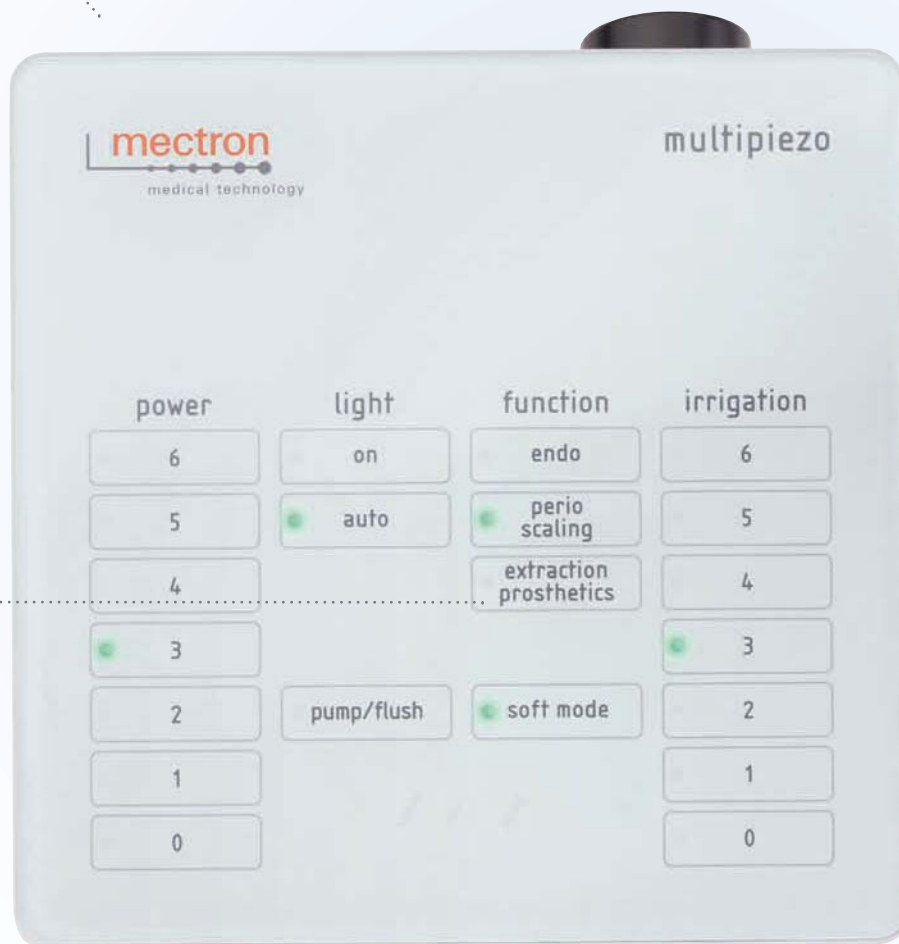 mectron
medical technology
multipiezo
power
light
function
irrigation
6
on
endo
6
5
auto
perio
scaling
5
4
extraction
prosthetics
4
3
3
2
pump/flush
soft mode
2
1
1
0
0